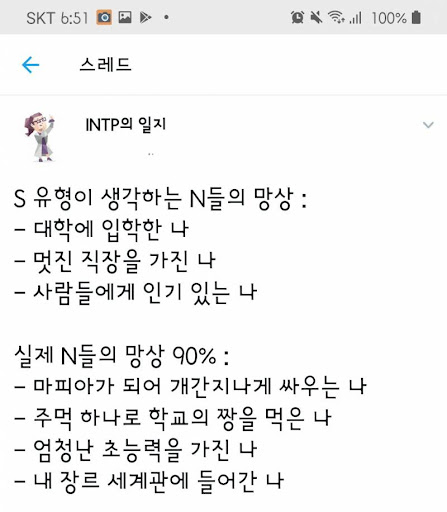 SKT 6:51 100%
스레드
INTP의 일지
S 유형이 생각하는 N들의 망상 :
– 대학에 입학한 나
– 멋진 직장을 가진 나
– 사람들에게 인기 있는 나
실제 N들의 망상 90% :
– 마피아가 되어 개간지나게 싸우는 나
– 주먹 하나로 학교의 짱을 먹은 나
– 엄청난 초능력을 가진 나
– 내 장르 세계관에 들어간 나